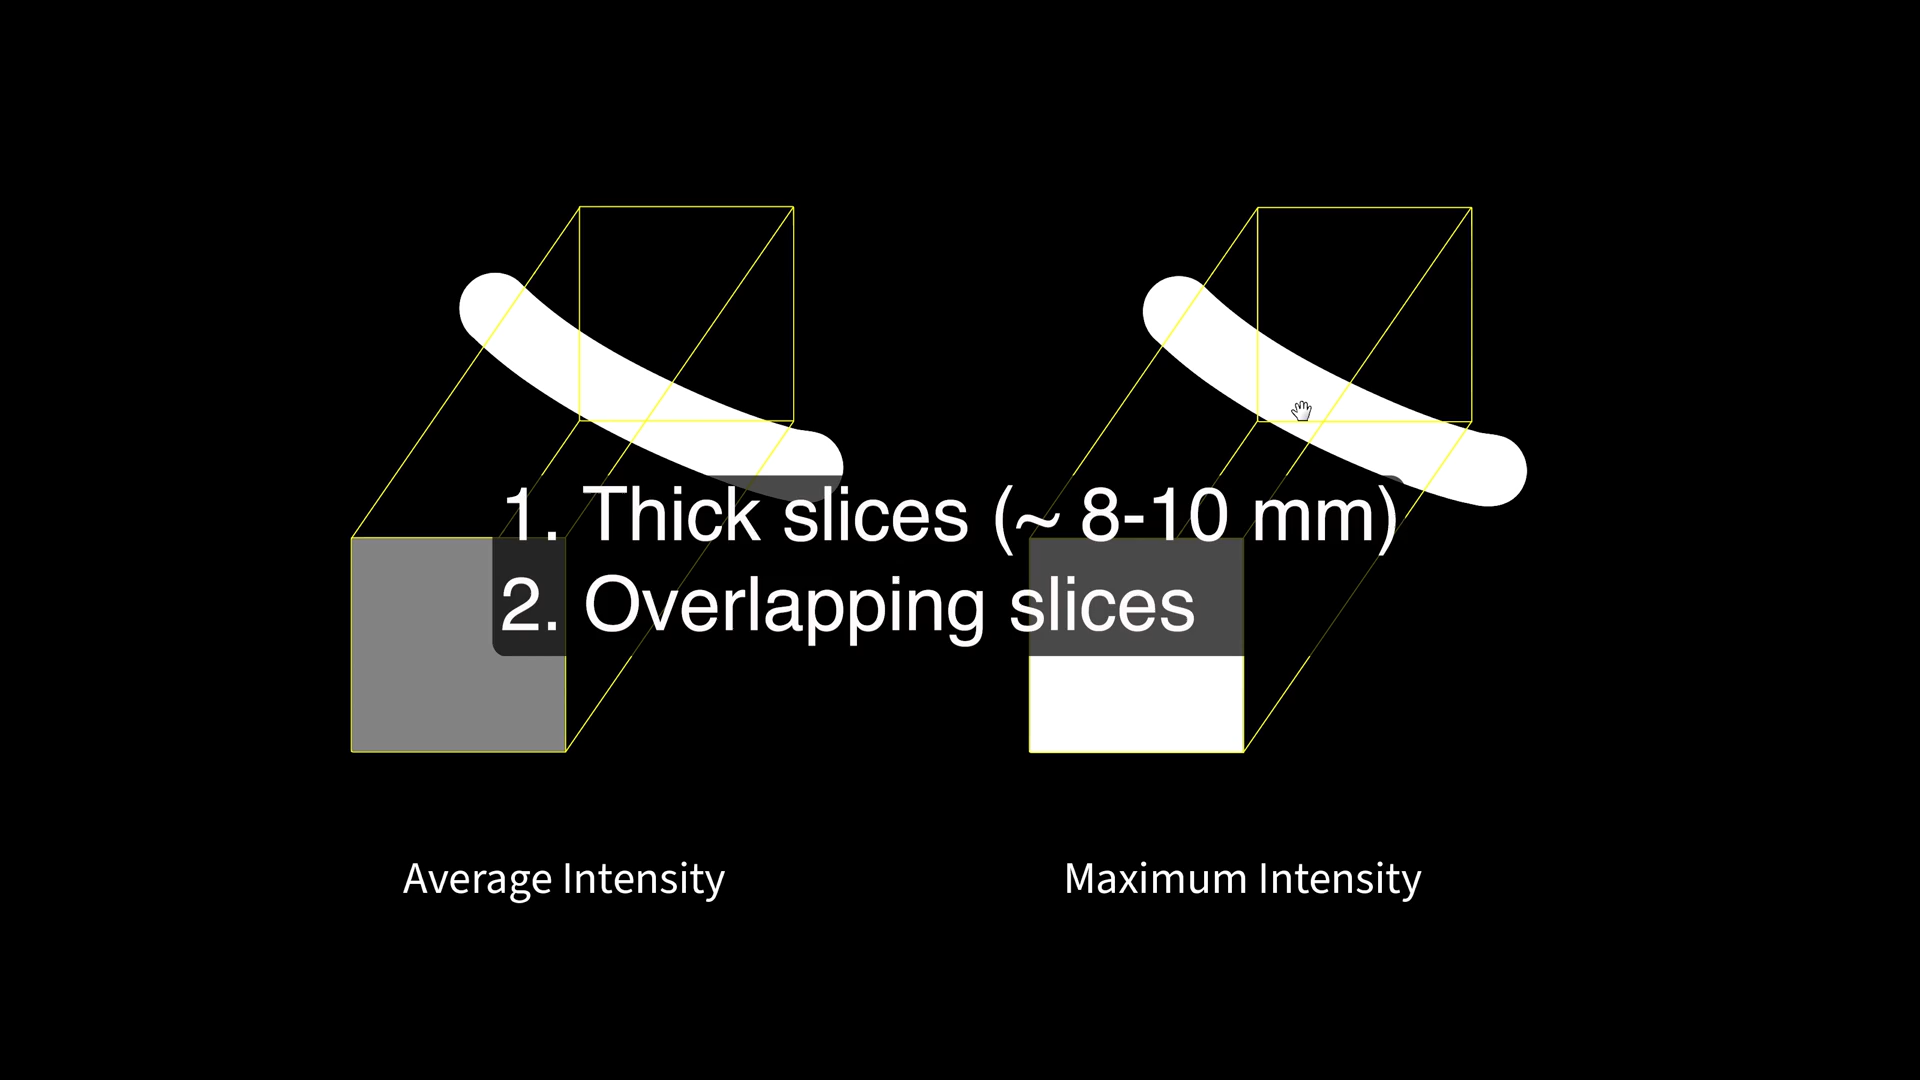 1. Thick slices (~ 8-10 mm)
2. Overlapping slices
Average Intensity
Maximum Intensity